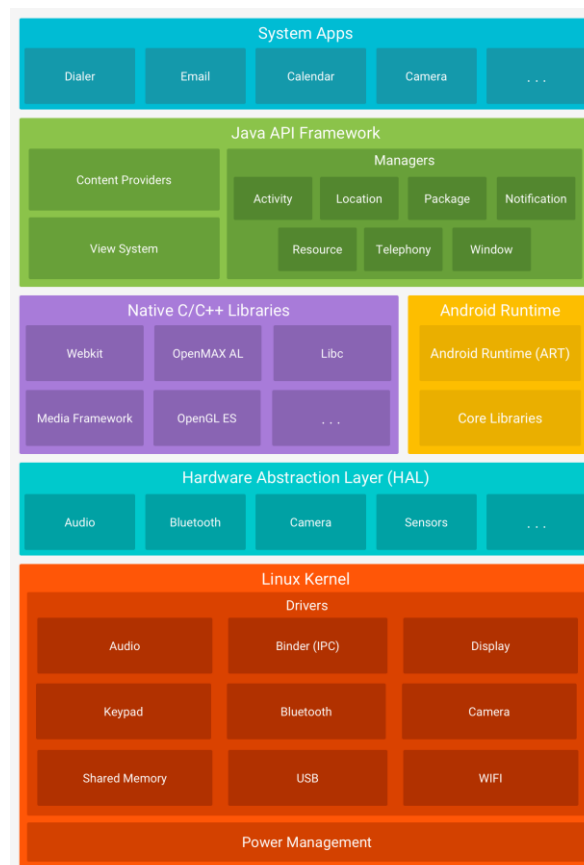 System Apps
Dialer
Email
Calendar
Camera
. . .
Java API Framework
Content Providers
View System
Managers
Activity
Location
Package
Notification
Resource
Telephony
Window
Native C/C++ Libraries
Webkit
OpenMAX AL
Libc
Media Framework
OpenGL ES
. . .
Android Runtime
Android Runtime (ART)
Core Libraries
Hardware Abstraction Layer (HAL)
Audio
Bluetooth
Camera
Sensors
. . .
Linux Kernel
Drivers
Audio
Binder (IPC)
Display
Keypad
Bluetooth
Camera
Shared Memory
USB
WIFI
Power Management